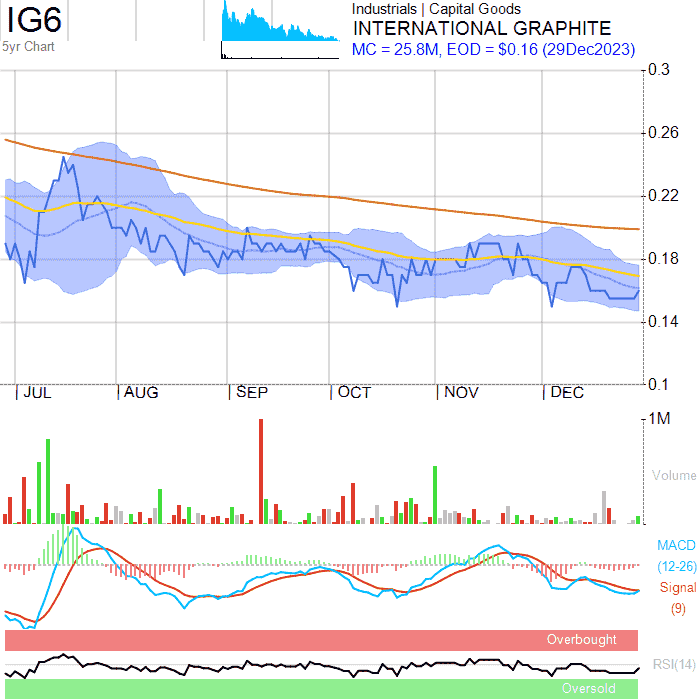 IG6
5yr Chart
Industrials | Capital Goods
INTERNATIONAL GRAPHITE
MC = 25.8M, EOD = $0.16 (29Dec2023)
0.3
0.26
0.22
0.18
0.14
0.1
JUL AUG SEP OCT NOV DEC
1M
Volume
MACD
(12-26)
Signal
(9)
Overbought
RSI(14)
Oversold